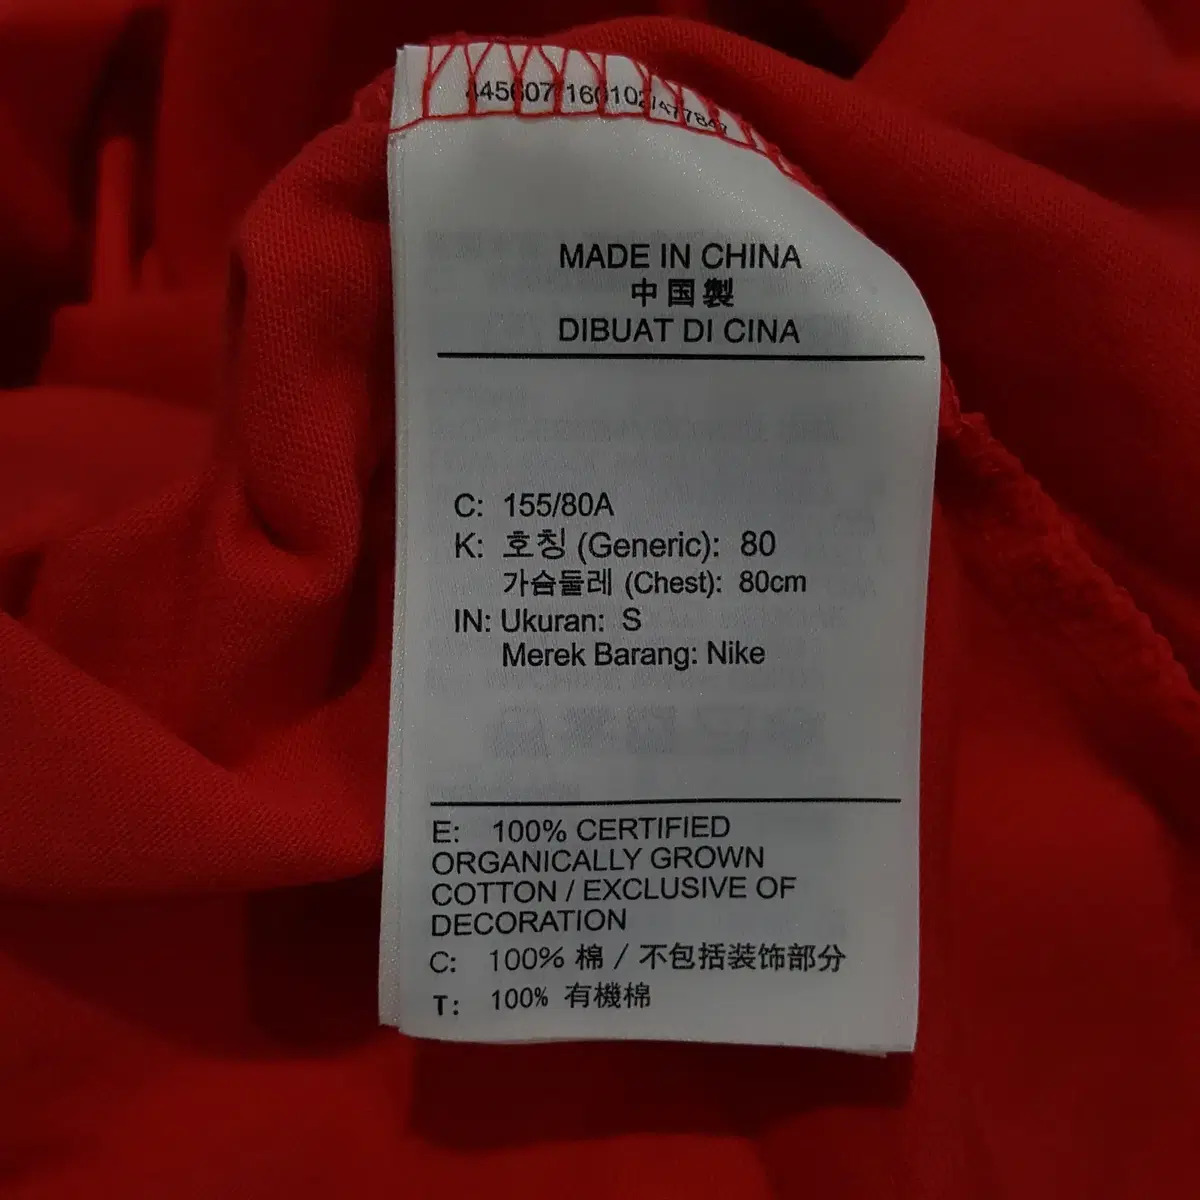 MADE IN CHINA
中国製
DIBUAT DI CINA
C: 155/80A
K: 호칭 (Generic): 80
가슴둘레 (Chest): 80cm
IN: Ukuran: S
Merek Barang: Nike
E: 100% CERTIFIED
ORGANICALLY GROWN
COTTON / EXCLUSIVE OF
DECORATION
C: 100% 棉 / 不包括装饰部分
T: 100% 有機棉